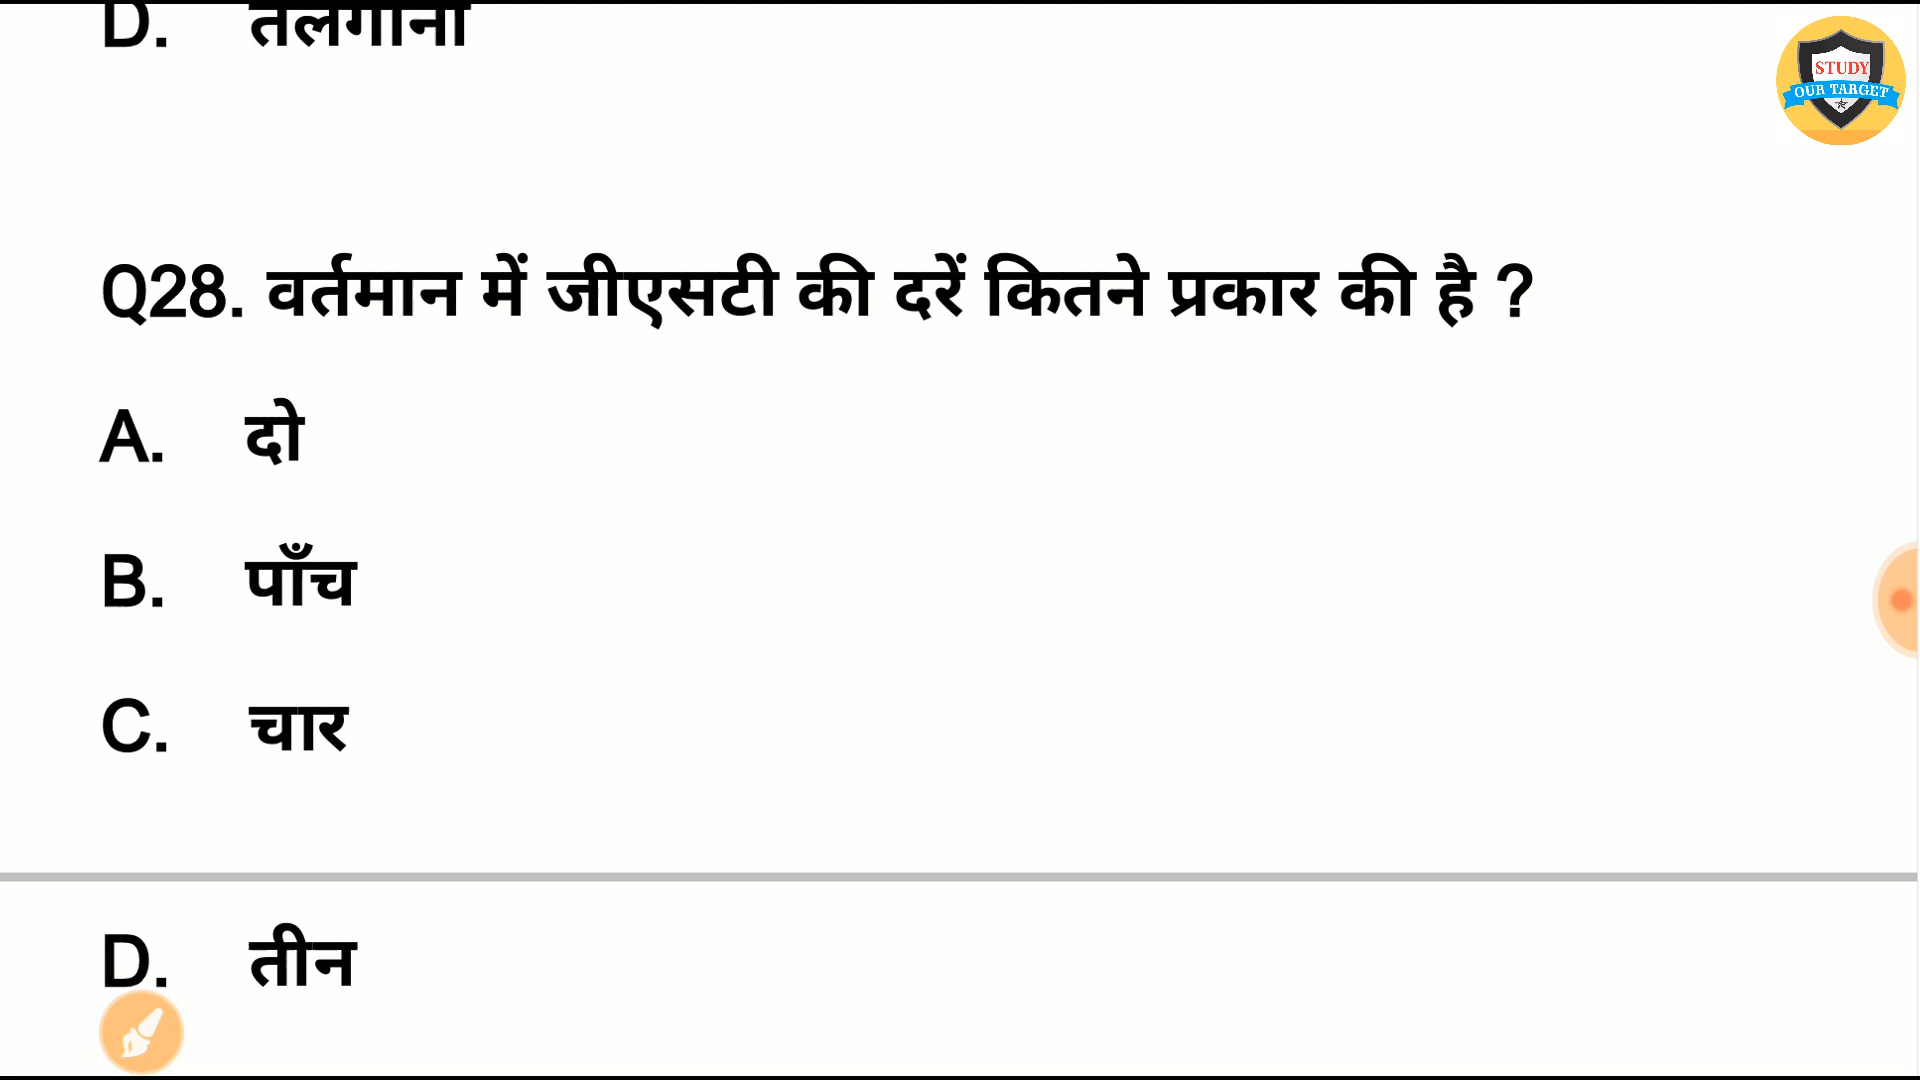 D. तेलंगाना
STUDY
OUR TARGET
Q28. वर्तमान में जीएसटी की दरें कितने प्रकार की है ?
A. दो
B. पाँच
C. चार
D. तीन